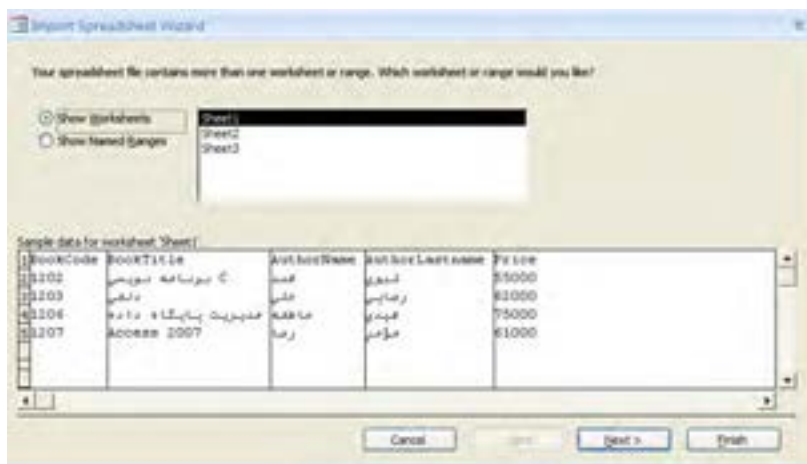 Import Spreadsheet Wizard
Your spreadsheet file contains more than one worksheet or range. Which worksheet or range would you like?
Show Worksheets
Show Named Ranges
Sheet1
Sheet2
Sheet3
Sample data for worksheet 'Sheet1'.
1 BookCode BookTitle AuthorName AuthorLastname Price
2 1202 برنامه نویسی C 55000
3 1203 دلفی علی رضایی 62000
4 1206 مدیریت پایگاه داده عاطفه 75000
5 1207 Access 2007 رضا 61000
Cancel
Next >
Finish